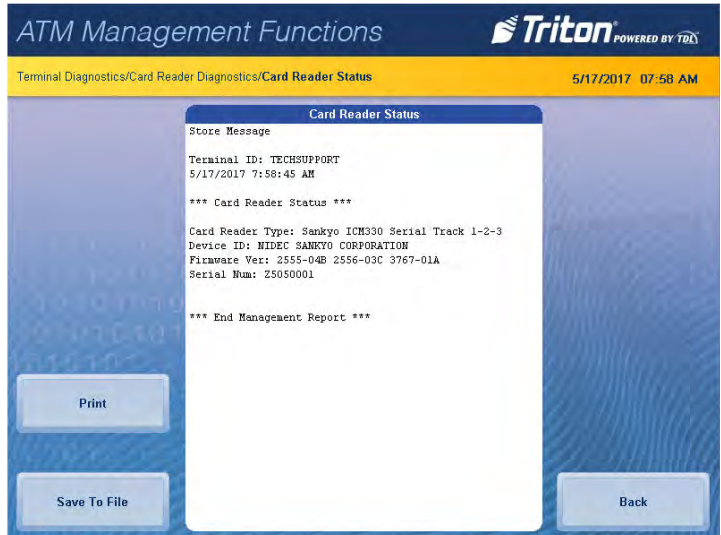 ATM Management Functions
Triton POWERED BY TDL
Terminal Diagnostics/Card Reader Diagnostics/Card Reader Status
5/17/2017 07:58 AM
Card Reader Status
Store Message
Terminal ID: TECHSUPPORT
5/17/2017 7:58:45 AM
*** Card Reader Status ***
Card Reader Type: Sankyo ICM330 Serial Track 1-2-3
Device ID: NIDEC SANKYO CORPORATION
Firmware Ver: 2555-04B 2556-03C 3767-01A
Serial Num: Z5050001
*** End Management Report ***
Print
Save To File
Back